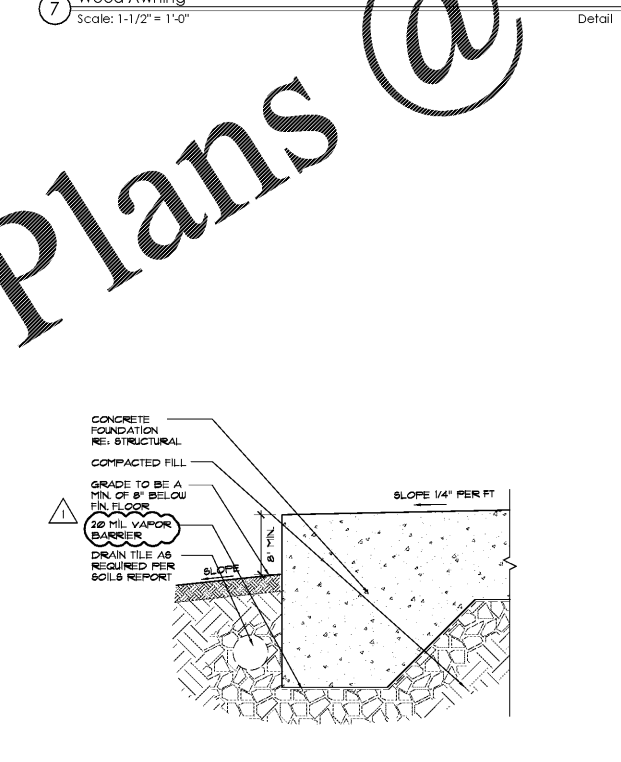 7 Wood Awning
Scale: 1-1/2" = 1'-0"
Detail
Plans @
CONCRETE
FOUNDATION
RE: STRUCTURAL
COMPACTED FILL
GRADE TO BE A
MIN. OF 8" BELOW
FIN. FLOOR
1
20 MIL VAPOR
BARRIER
DRAIN TILE AS
REQUIRED PER
SOILS REPORT
SLOPE
8" MIN.
SLOPE 1/4" PER FT